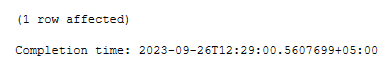 (1 row affected)
Completion time: 2023-09-26T12:29:00.5607699+05:00